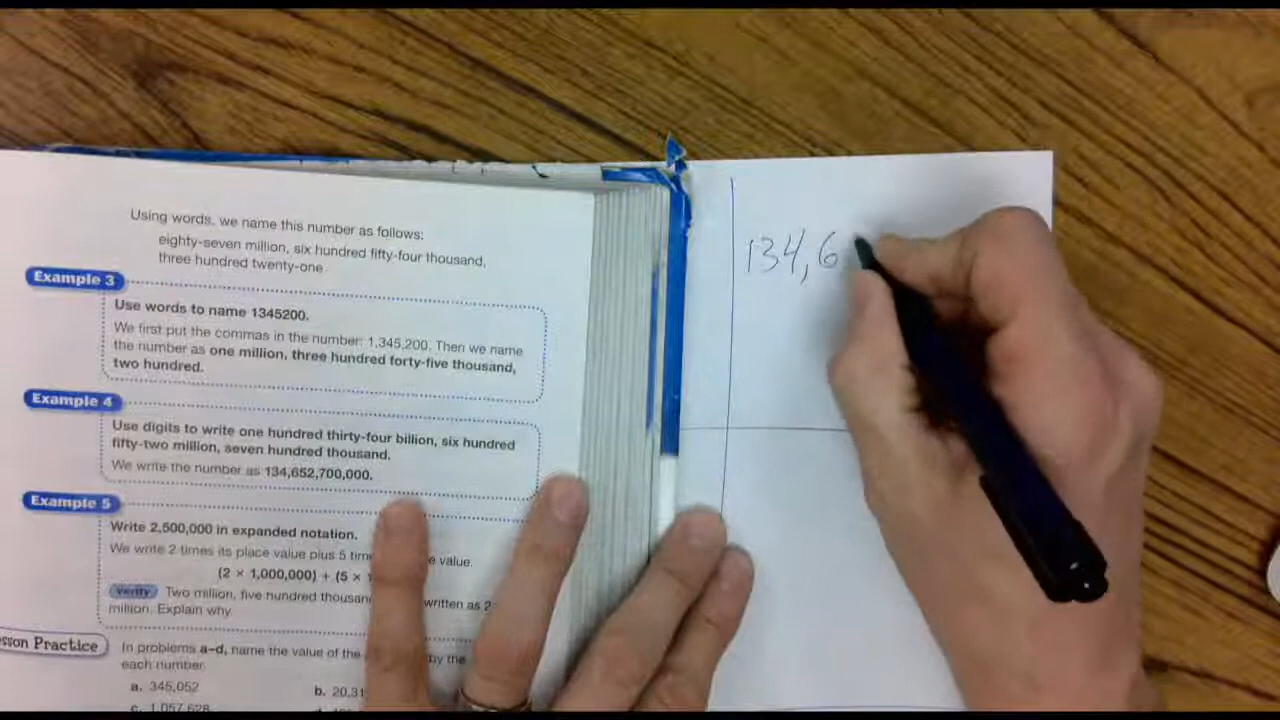 Using words, we name this number as follows:
eighty-seven million, six hundred fifty-four thousand,
three hundred twenty-one
Example 3
Use words to name 1345200.
We first put the commas in the number: 1,345,200. Then we name
the number as one million, three hundred forty-five thousand,
two hundred.
Example 4
Use digits to write one hundred thirty-four billion, six hundred
fifty-two million, seven hundred thousand.
We write the number as 134,652,700,000.
Example 5
Write 2,500,000 in expanded notation.
We write 2 times its place value plus 5 value.
(2 × 1,000,000) + (5 ×
Verify Two million, five hundred written as 2
million. Explain why.
Practice
In problems a–d, name the value of the by the
each number.
a. 345,052
b. 20,31
c. 1,057,628
134,6